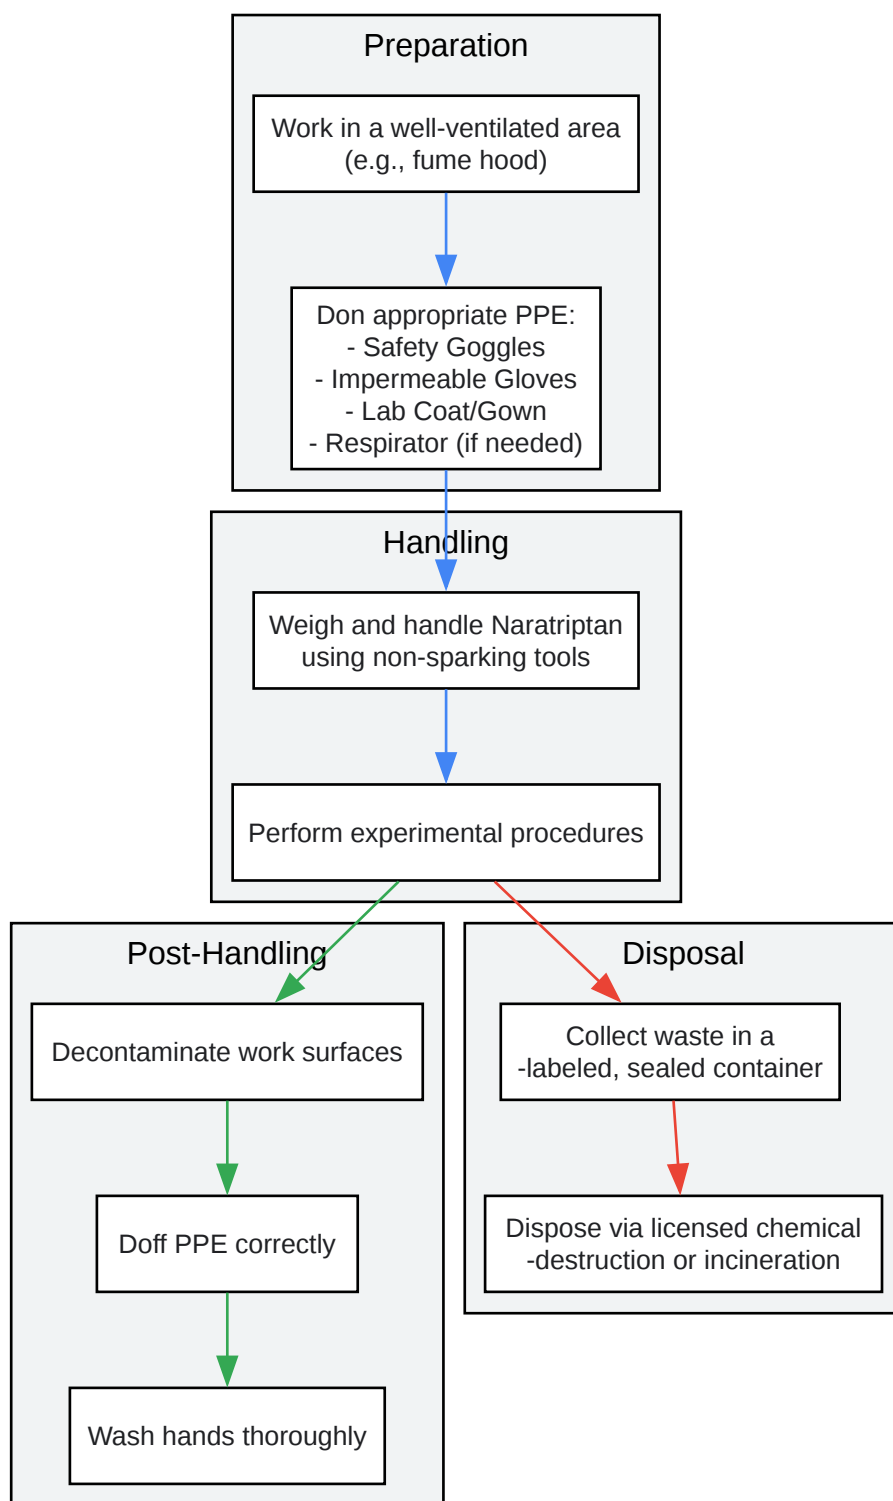 Preparation
Work in a well-ventilated area
(e.g., fume hood)
Don appropriate PPE:
- Safety Goggles
- Impermeable Gloves
- Lab Coat/Gown
- Respirator (if needed)
Handling
Weigh and handle Naratriptan
using non-sparking tools
Perform experimental procedures
Post-Handling
Decontaminate work surfaces
Doff PPE correctly
Wash hands thoroughly
Disposal
Collect waste in a
-labeled, sealed container
Dispose via licensed chemical
-destruction or incineration